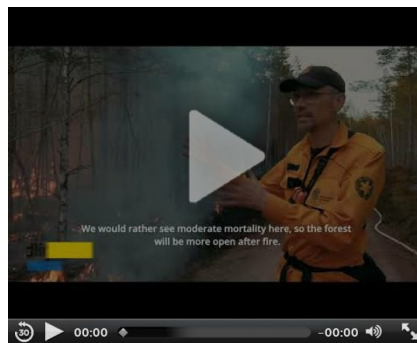 We would rather see moderate mortality here, so the forest
will be more open after fire.
30
00:00
-00:00